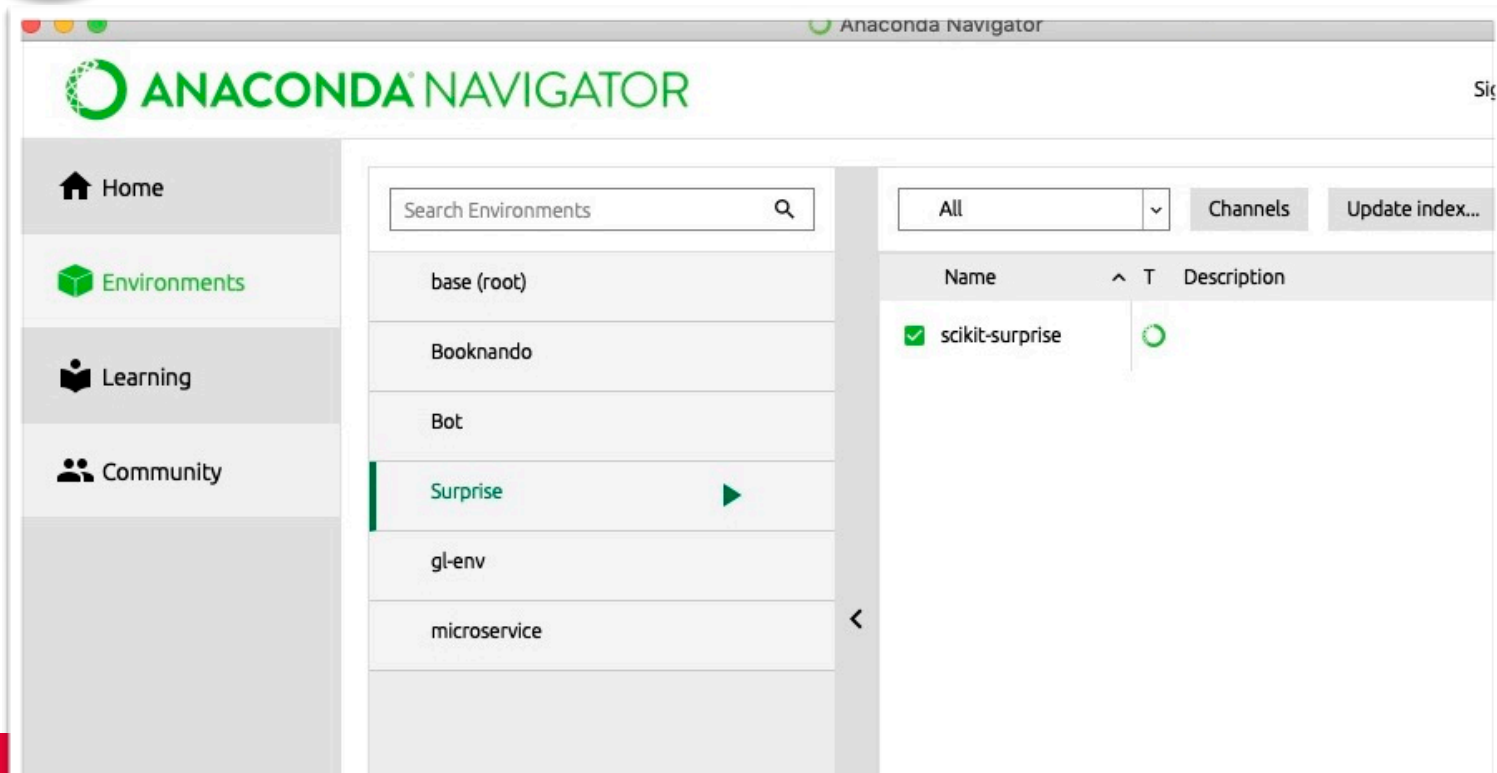 Anaconda Navigator
ANACONDA NAVIGATOR
Home
Environments
Learning
Community
Search Environments
base (root)
Booknando
Bot
Surprise
gl-env
microservice
All
Channels
Update index...
Name
T
Description
scikit-surprise